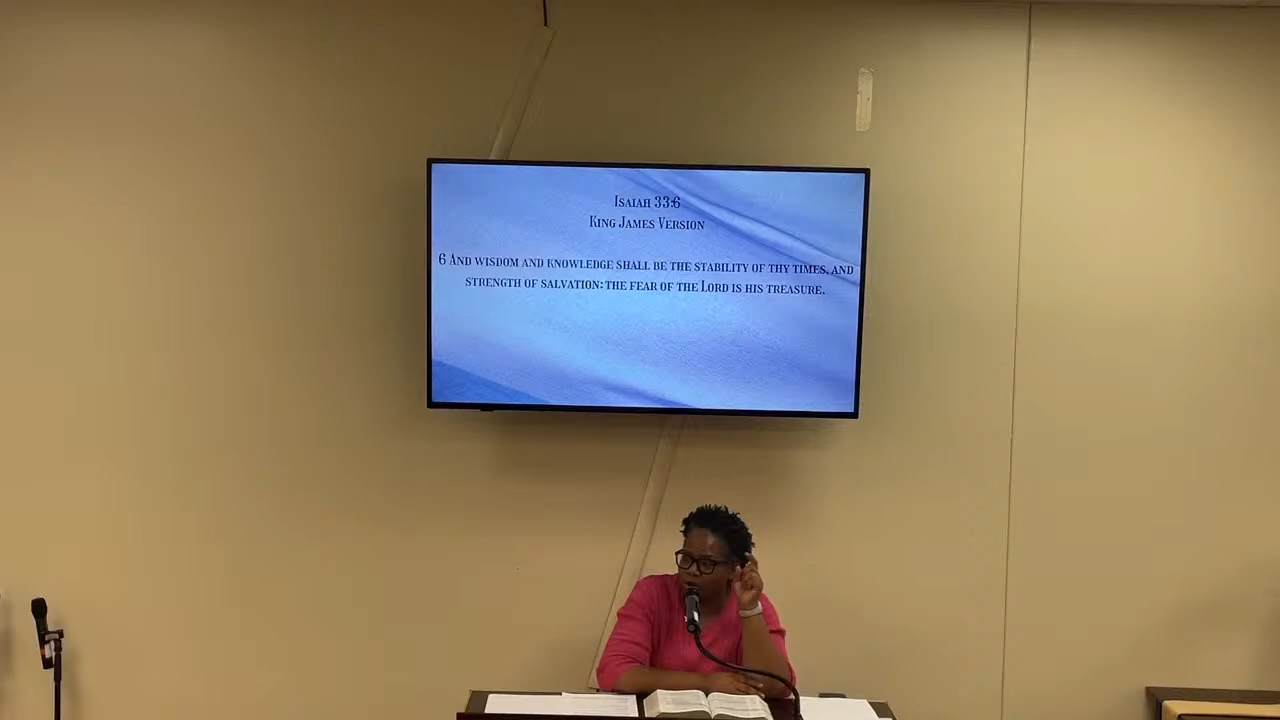 Isaiah 33:6
King James Version
6 And wisdom and knowledge shall be the stability of thy times, and
strength of salvation: the fear of the Lord is his treasure.